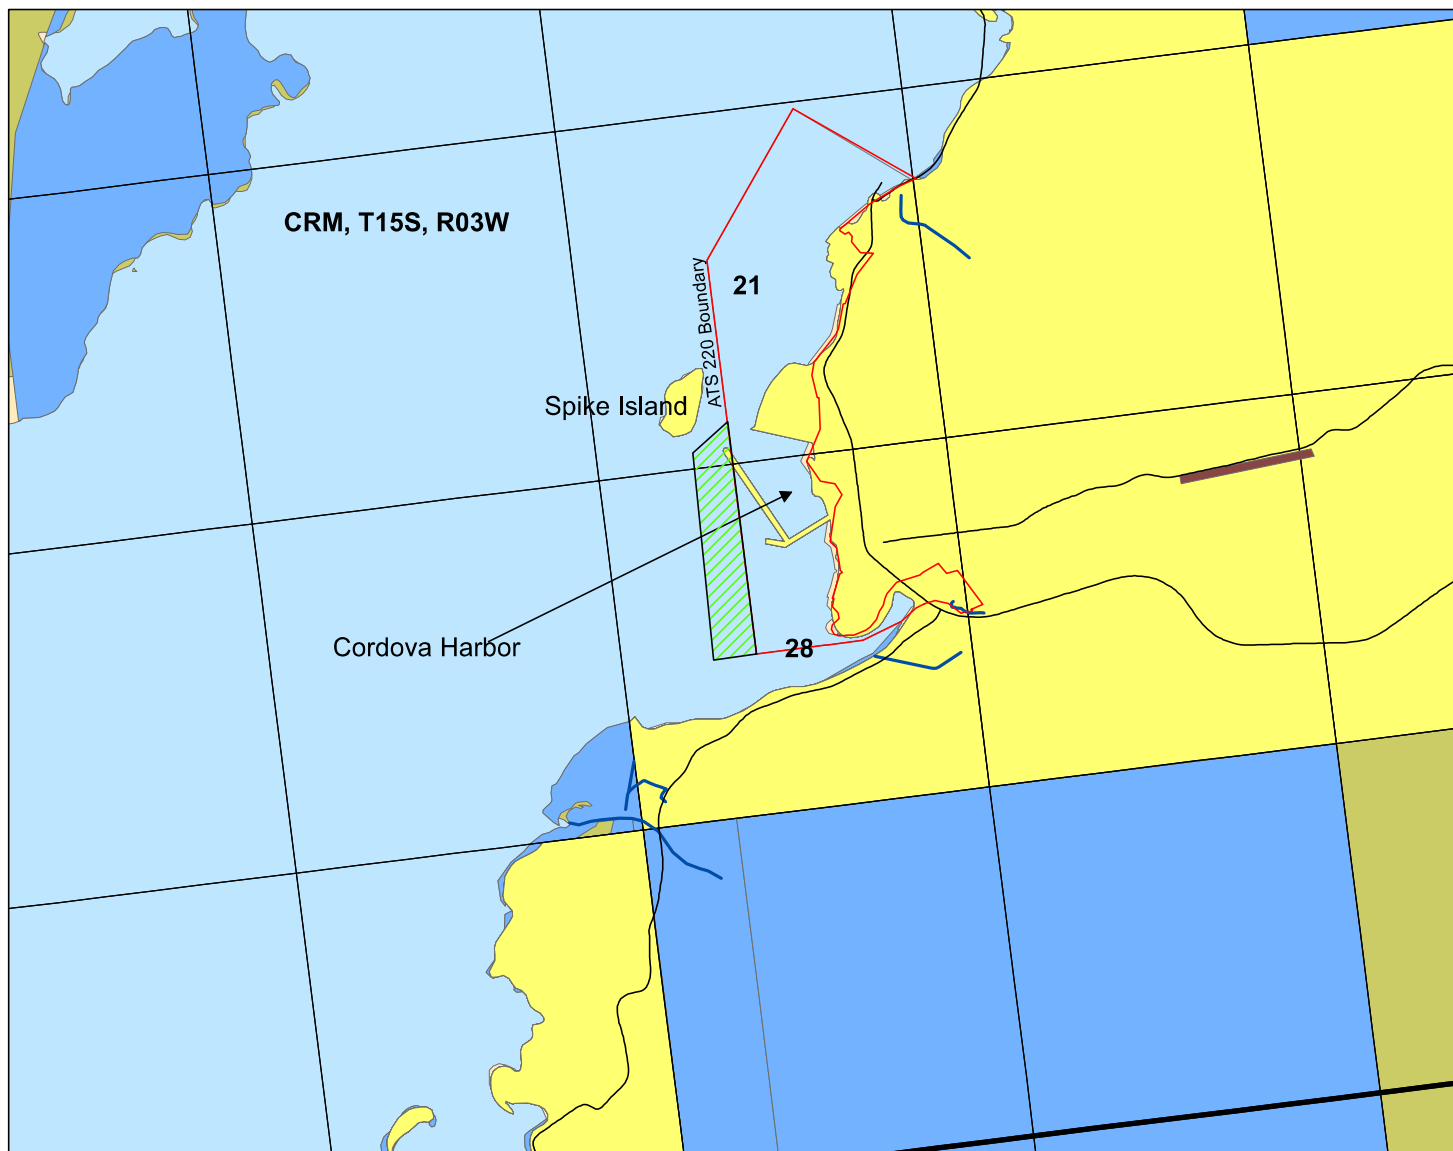 CRM, T15S, R03W
21
ATS 220 Boundary
Spike Island
Cordova Harbor
28